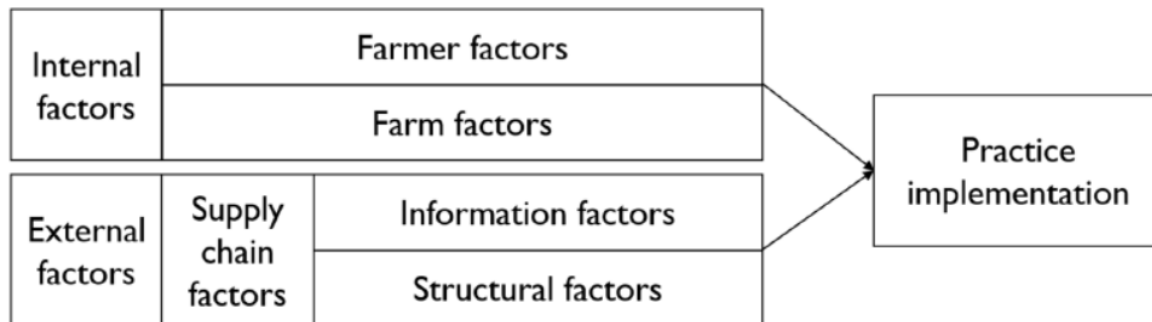 Internal
factors
Farmer factors
Farm factors
External
factors
Supply
chain
factors
Information factors
Structural factors
Practice
implementation